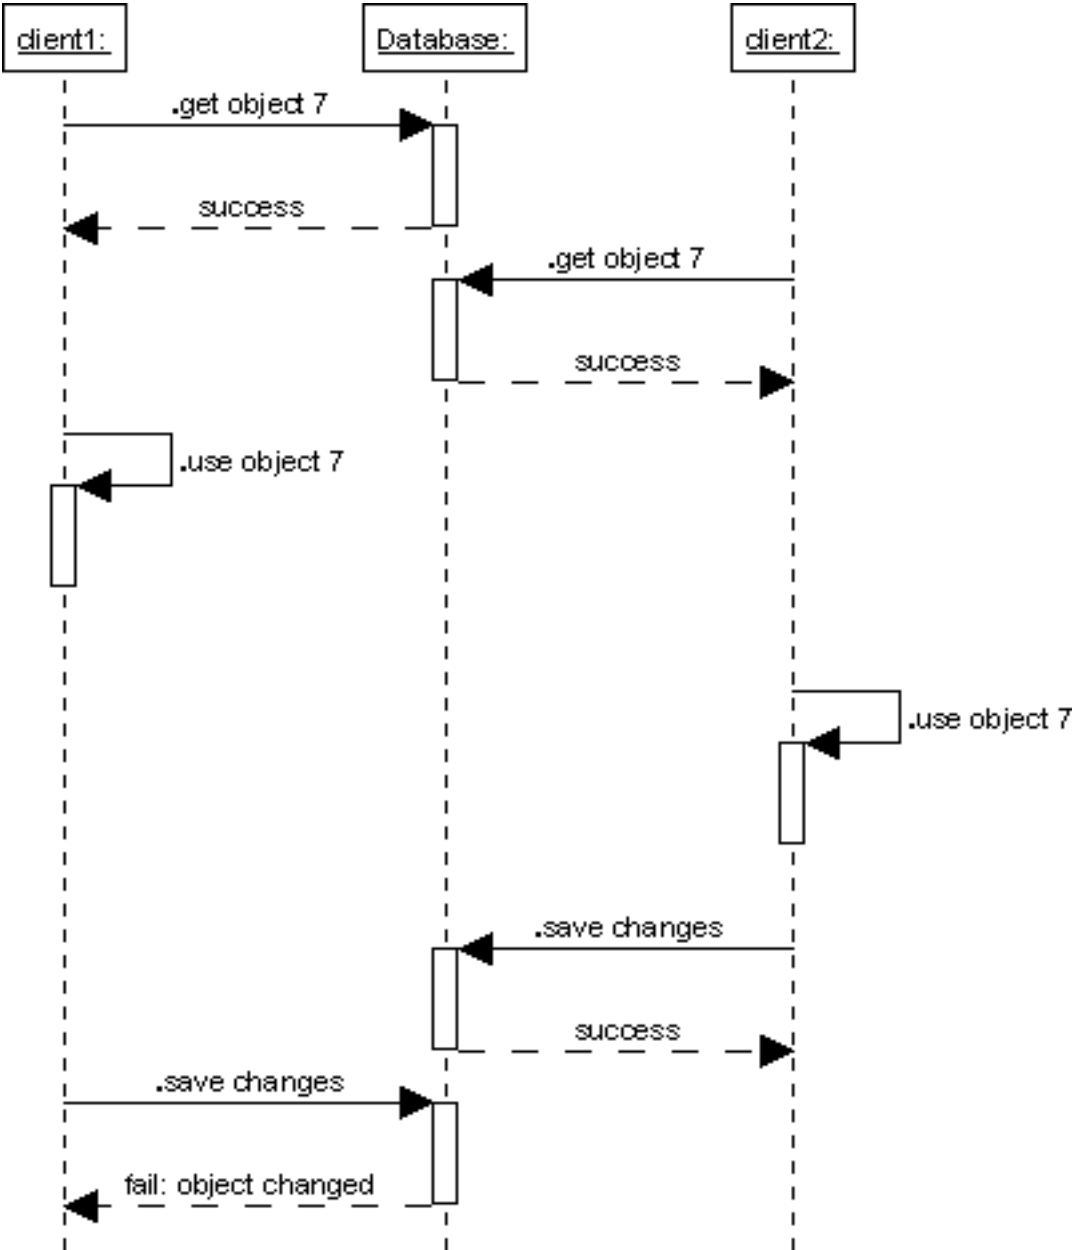 client1:
Database:
client2:
.get object 7
success
.get object 7
success
.use object 7
.use object 7
.save changes
success
.save changes
fail: object changed